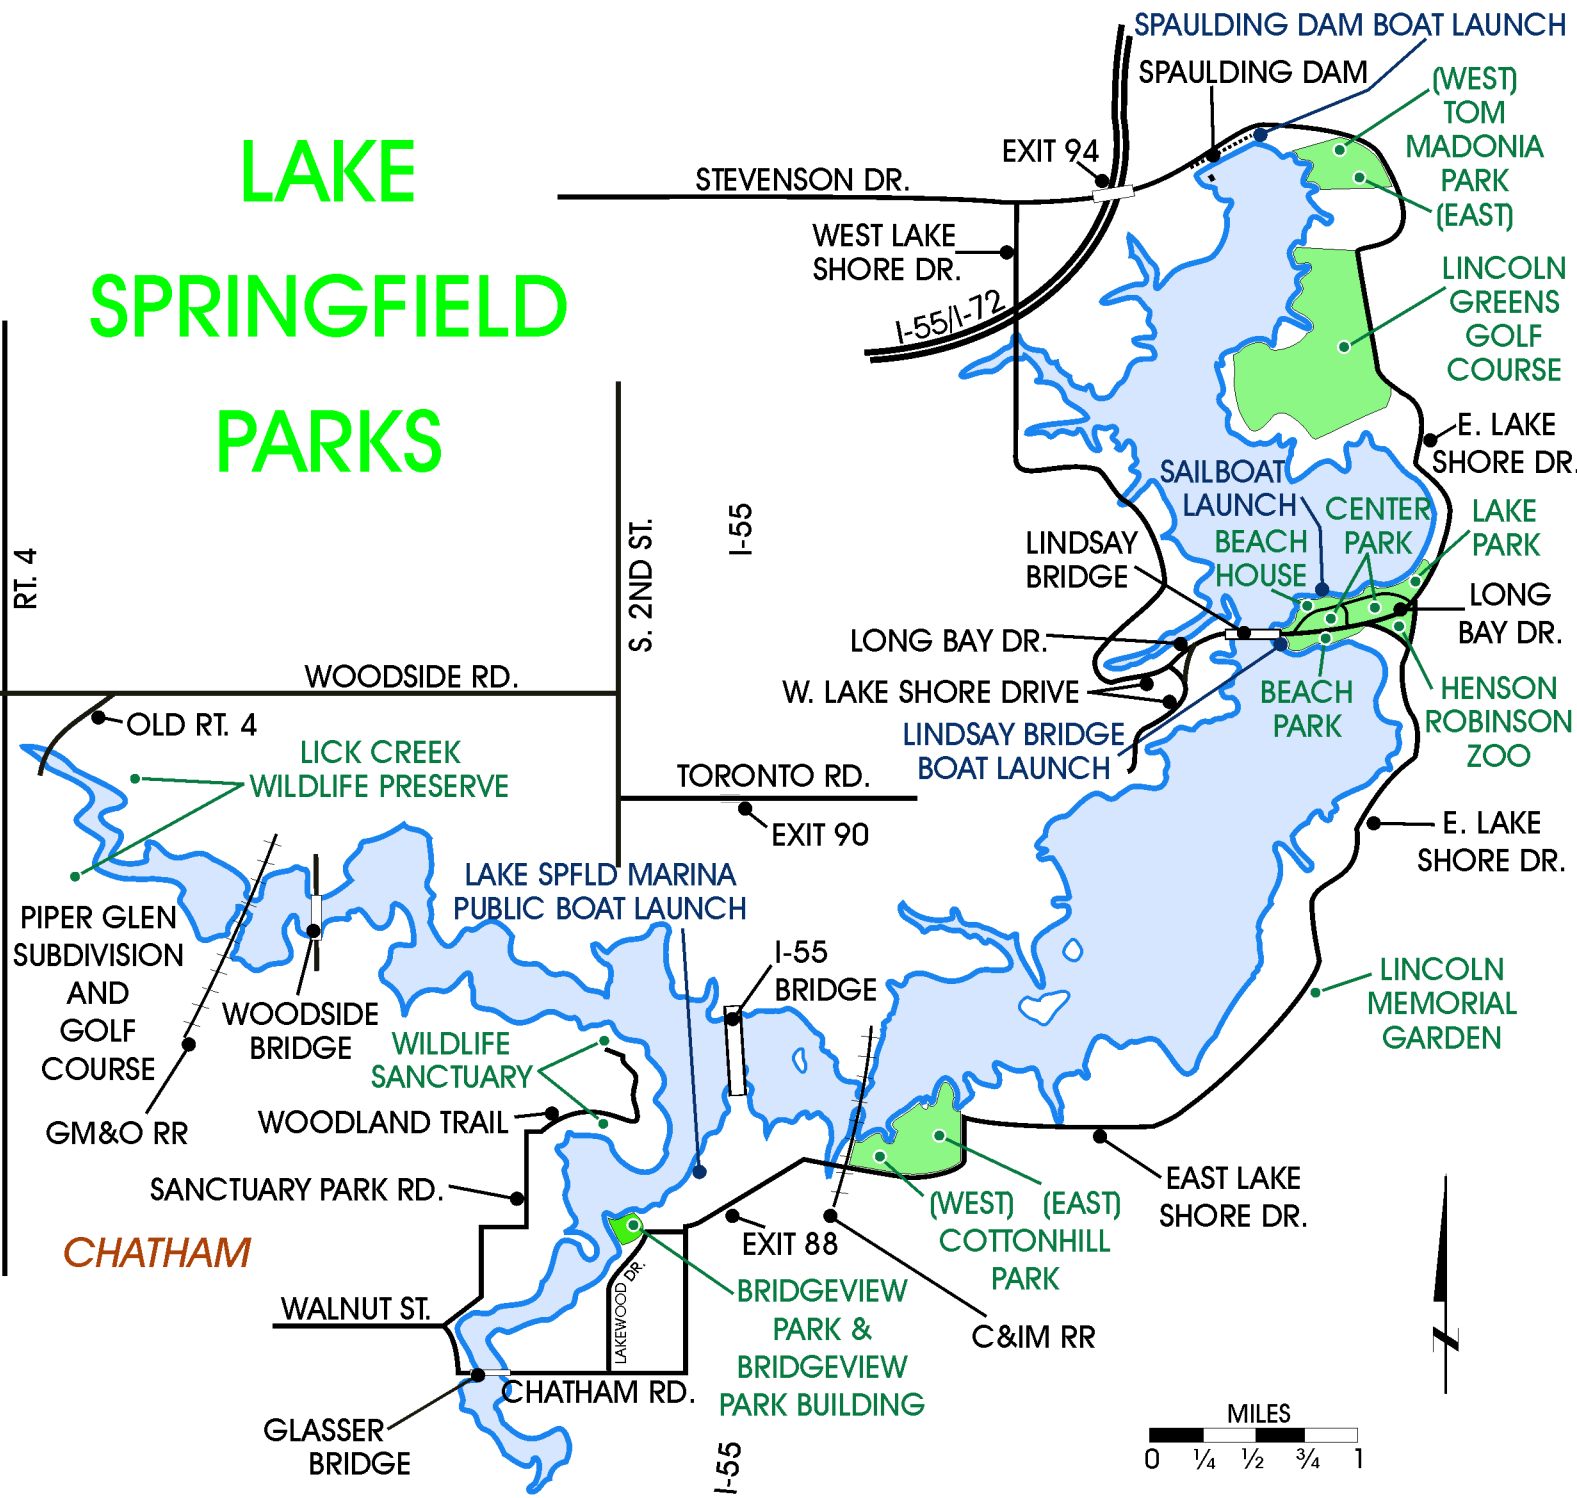 LAKE
SPRINGFIELD
PARKS
SPAULDING DAM BOAT LAUNCH
SPAULDING DAM
(WEST)
TOM
MADONIA
PARK
(EAST)
EXIT 94
STEVENSON DR.
WEST LAKE
SHORE DR.
I-55/I-72
LINCOLN
GREENS
GOLF
COURSE
E. LAKE
SHORE DR.
SAILBOAT
LAUNCH
CENTER
PARK
LAKE
PARK
BEACH
HOUSE
LINDSAY
BRIDGE
LONG
BAY DR.
LONG BAY DR.
W. LAKE SHORE DRIVE
BEACH
PARK
HENSON
ROBINSON
ZOO
LINDSAY BRIDGE
BOAT LAUNCH
RT. 4
S. 2ND ST.
I-55
WOODSIDE RD.
OLD RT. 4
LICK CREEK
WILDLIFE PRESERVE
TORONTO RD.
EXIT 90
E. LAKE
SHORE DR.
LAKE SPFLD MARINA
PUBLIC BOAT LAUNCH
PIPER GLEN
SUBDIVISION
AND
GOLF
COURSE
I-55
BRIDGE
LINCOLN
MEMORIAL
GARDEN
WOODSIDE
BRIDGE
WILDLIFE
SANCTUARY
GM&O RR
WOODLAND TRAIL
SANCTUARY PARK RD.
EAST LAKE
SHORE DR.
(WEST) (EAST)
COTTONHILL
PARK
CHATHAM
EXIT 88
LAKEWOOD DR.
BRIDGEVIEW
PARK &
BRIDGEVIEW
PARK BUILDING
WALNUT ST.
C&IM RR
CHATHAM RD.
GLASSER
BRIDGE
I-55
N
MILES
0 ¼ ½ ¾ 1